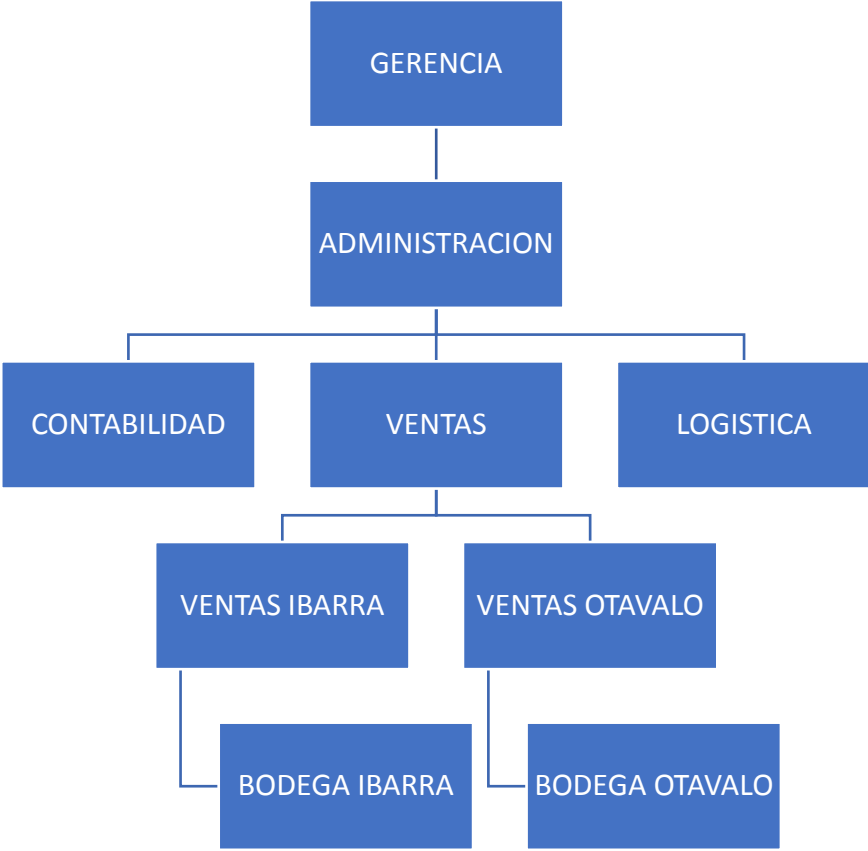 GERENCIA
ADMINISTRACION
CONTABILIDAD
VENTAS
LOGISTICA
VENTAS IBARRA
VENTAS OTAVALO
BODEGA IBARRA
BODEGA OTAVALO